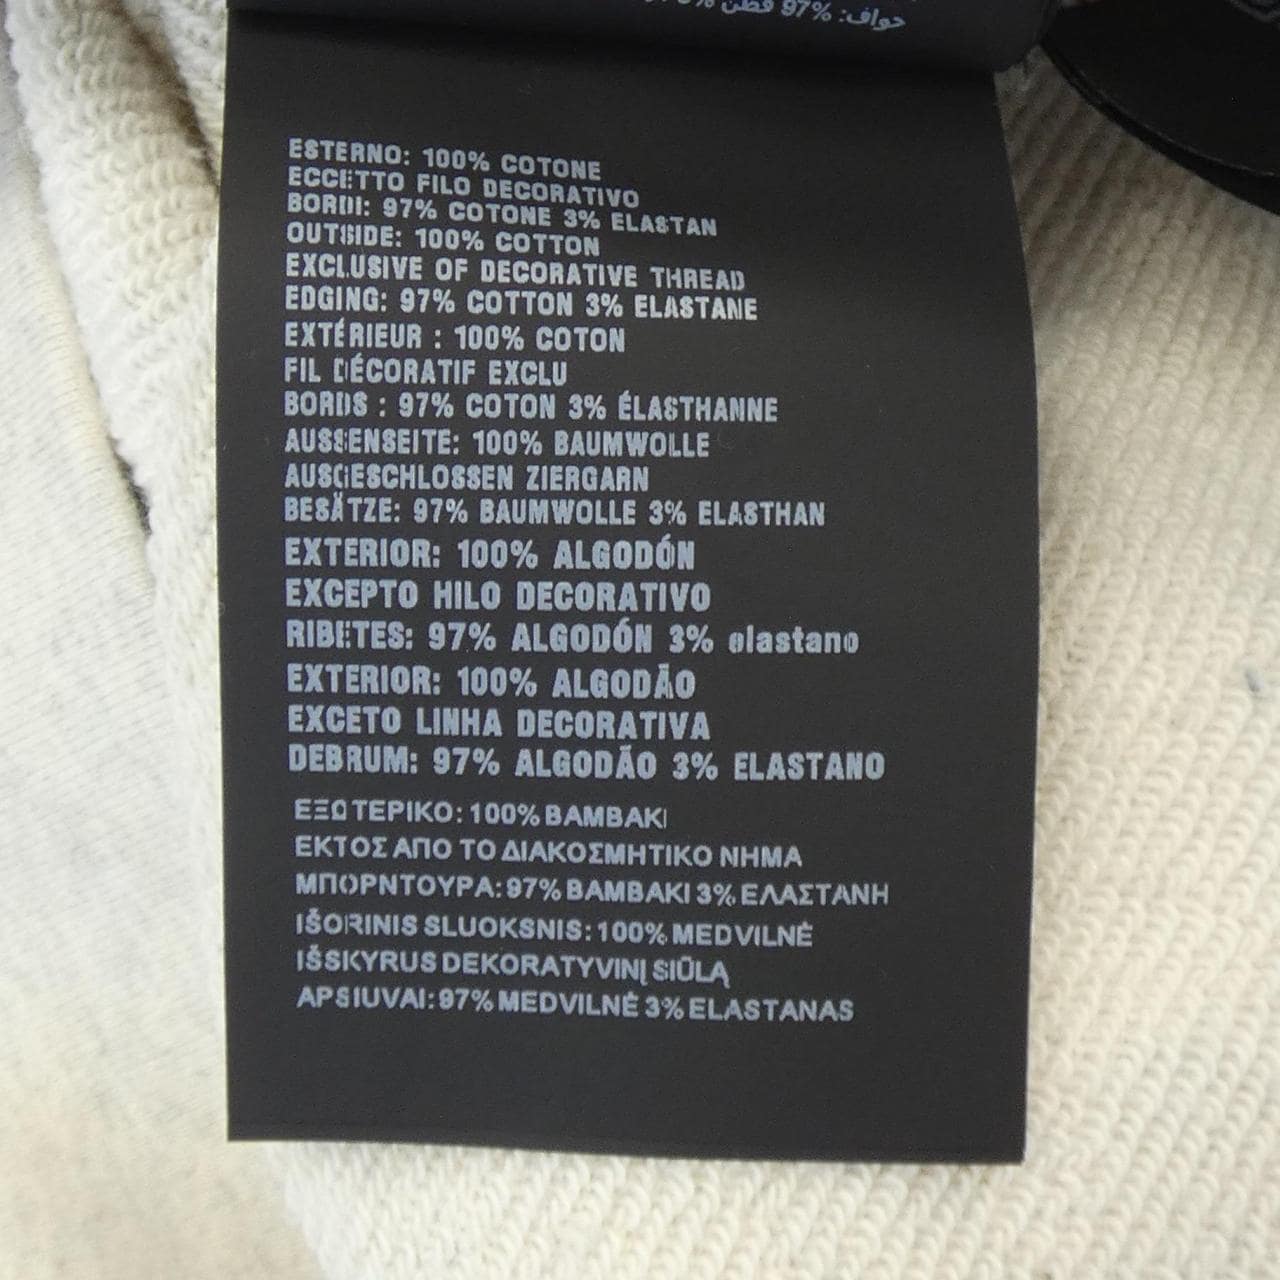 حواف: %97 قطن %3
ESTERNO: 100% COTONE
ECCETTO FILO DECORATIVO
BORDI: 97% COTONE 3% ELASTAN
OUTSIDE: 100% COTTON
EXCLUSIVE OF DECORATIVE THREAD
EDGING: 97% COTTON 3% ELASTANE
EXTÉRIEUR : 100% COTON
FIL DÉCORATIF EXCLU
BORDS : 97% COTON 3% ÉLASTHANNE
AUSSENSEITE: 100% BAUMWOLLE
AUSGESCHLOSSEN ZIERGARN
BESÄTZE: 97% BAUMWOLLE 3% ELASTHAN
EXTERIOR: 100% ALGODÓN
EXCEPTO HILO DECORATIVO
RIBETES: 97% ALGODÓN 3% elastano
EXTERIOR: 100% ALGODÃO
EXCETO LINHA DECORATIVA
DEBRUM: 97% ALGODÃO 3% ELASTANO
ΕΞΩΤΕΡΙΚΟ: 100% ΒΑΜΒΑΚΙ
ΕΚΤΟΣ ΑΠΟ ΤΟ ΔΙΑΚΟΣΜΗΤΙΚΟ ΝΗΜΑ
ΜΠΟΡΝΤΟΥΡΑ: 97% ΒΑΜΒΑΚΙ 3% ΕΛΑΣΤΑΝΗ
IŠORINIS SLUOKSNIS: 100% MEDVILNĖ
IŠSKYRUS DEKORATYVINĮ SIŪLĄ
APSIUVAI: 97% MEDVILNĖ 3% ELASTANAS